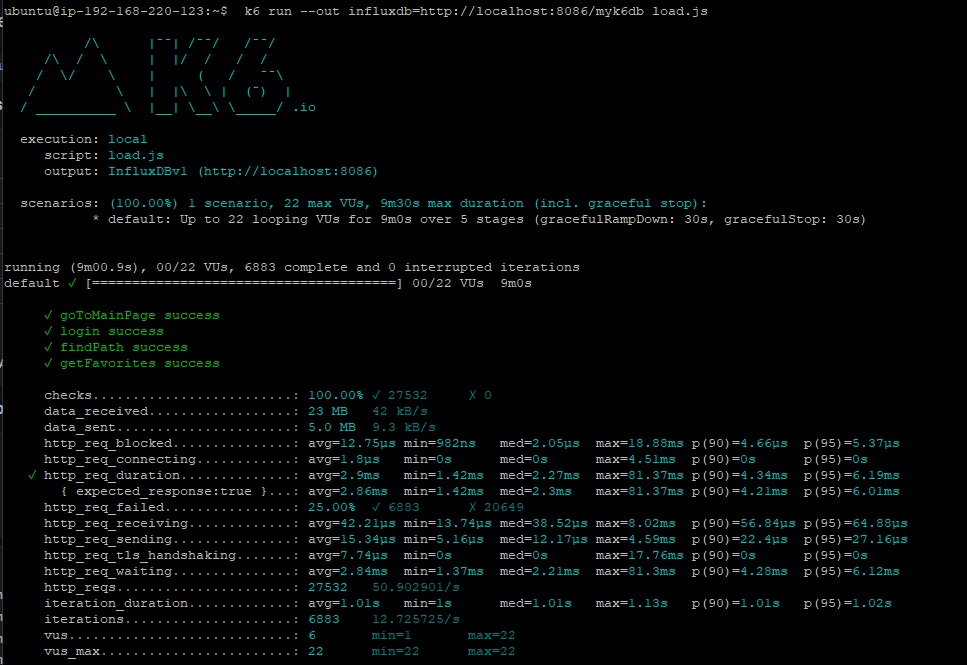 ubuntu@ip-192-168-220-123:~$  k6 run --out influxdb=http://localhost:8086/myk6db load.js
          /\      |‾‾| /‾‾/   /‾‾/
     /\  /  \     |  |/  /   /  /
    /  \/    \    |     (   /   ‾‾\
   /          \   |  |\  \ |  (‾)  |
  / __________ \  |__| \__\ \_____/ .io
  execution: local
     script: load.js
     output: InfluxDBv1 (http://localhost:8086)
  scenarios: (100.00%) 1 scenario, 22 max VUs, 9m30s max duration (incl. graceful stop):
           * default: Up to 22 looping VUs for 9m0s over 5 stages (gracefulRampDown: 30s, gracefulStop: 30s)
running (9m00.9s), 00/22 VUs, 6883 complete and 0 interrupted iterations
default ✓ [======================================] 00/22 VUs  9m0s
     ✓ goToMainPage success
     ✓ login success
     ✓ findPath success
     ✓ getFavorites success
     checks.........................: 100.00% ✓ 27532     ✗ 0
     data_received..................: 23 MB   42 kB/s
     data_sent......................: 5.0 MB  9.3 kB/s
     http_req_blocked...............: avg=12.75µs min=982ns   med=2.05µs  max=18.88ms p(90)=4.66µs  p(95)=5.37µs
     http_req_connecting............: avg=1.8µs   min=0s      med=0s      max=4.51ms  p(90)=0s      p(95)=0s
   ✓ http_req_duration..............: avg=2.9ms   min=1.42ms  med=2.27ms  max=81.37ms p(90)=4.34ms  p(95)=6.19ms
       { expected_response:true }...: avg=2.86ms  min=1.42ms  med=2.3ms   max=81.37ms p(90)=4.21ms  p(95)=6.01ms
     http_req_failed................: 25.00%  ✓ 6883      ✗ 20649
     http_req_receiving.............: avg=42.21µs min=13.74µs med=38.52µs max=8.02ms  p(90)=56.84µs p(95)=64.88µs
     http_req_sending...............: avg=15.34µs min=5.16µs  med=12.17µs max=4.59ms  p(90)=22.4µs  p(95)=27.16µs
     http_req_tls_handshaking.......: avg=7.74µs  min=0s      med=0s      max=17.76ms p(90)=0s      p(95)=0s
     http_req_waiting...............: avg=2.84ms  min=1.37ms  med=2.21ms  max=81.3ms  p(90)=4.28ms  p(95)=6.12ms
     http_reqs......................: 27532   50.902901/s
     iteration_duration.............: avg=1.01s   min=1s      med=1.01s   max=1.13s   p(90)=1.01s   p(95)=1.02s
     iterations.....................: 6883    12.725725/s
     vus............................: 6       min=1       max=22
     vus_max........................: 22      min=22      max=22